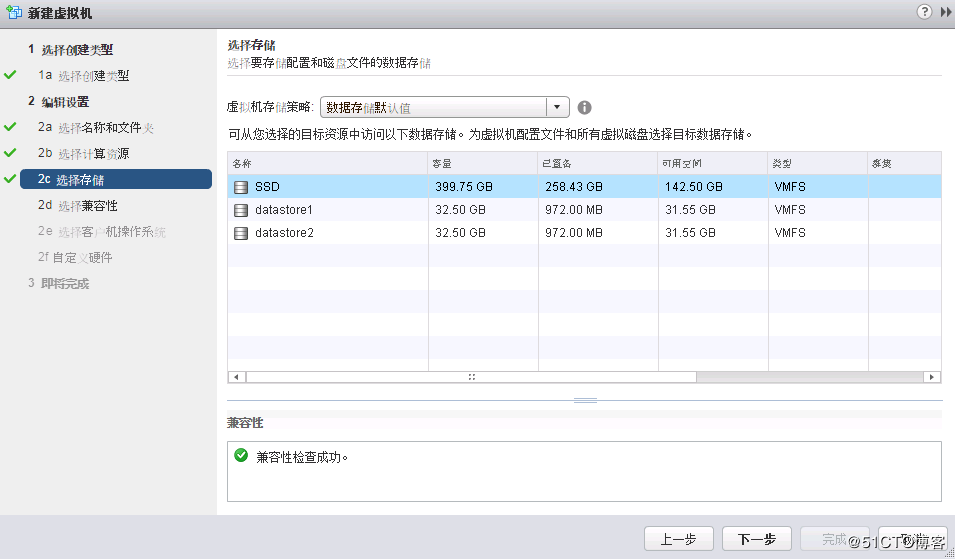 新建虚拟机
1 选择创建类型
1a 选择创建类型
2 编辑设置
2a 选择名称和文件夹
2b 选择计算资源
2c 选择存储
2d 选择兼容性
2e 选择客户机操作系统
2f 自定义硬件
3 即将完成
选择存储
选择要存储配置和磁盘文件的数据存储
虚拟机存储策略: 数据存储默认值
可从您选择的目标资源中访问以下数据存储。为虚拟机配置文件和所有虚拟磁盘选择目标数据存储。
名称 容量 已置备 可用空间 类型 群集
SSD 399.75 GB 258.43 GB 142.50 GB VMFS
datastore1 32.50 GB 972.00 MB 31.55 GB VMFS
datastore2 32.50 GB 972.00 MB 31.55 GB VMFS
兼容性
兼容性检查成功。
上一步 下一步 完成 取消
@51CTO博客